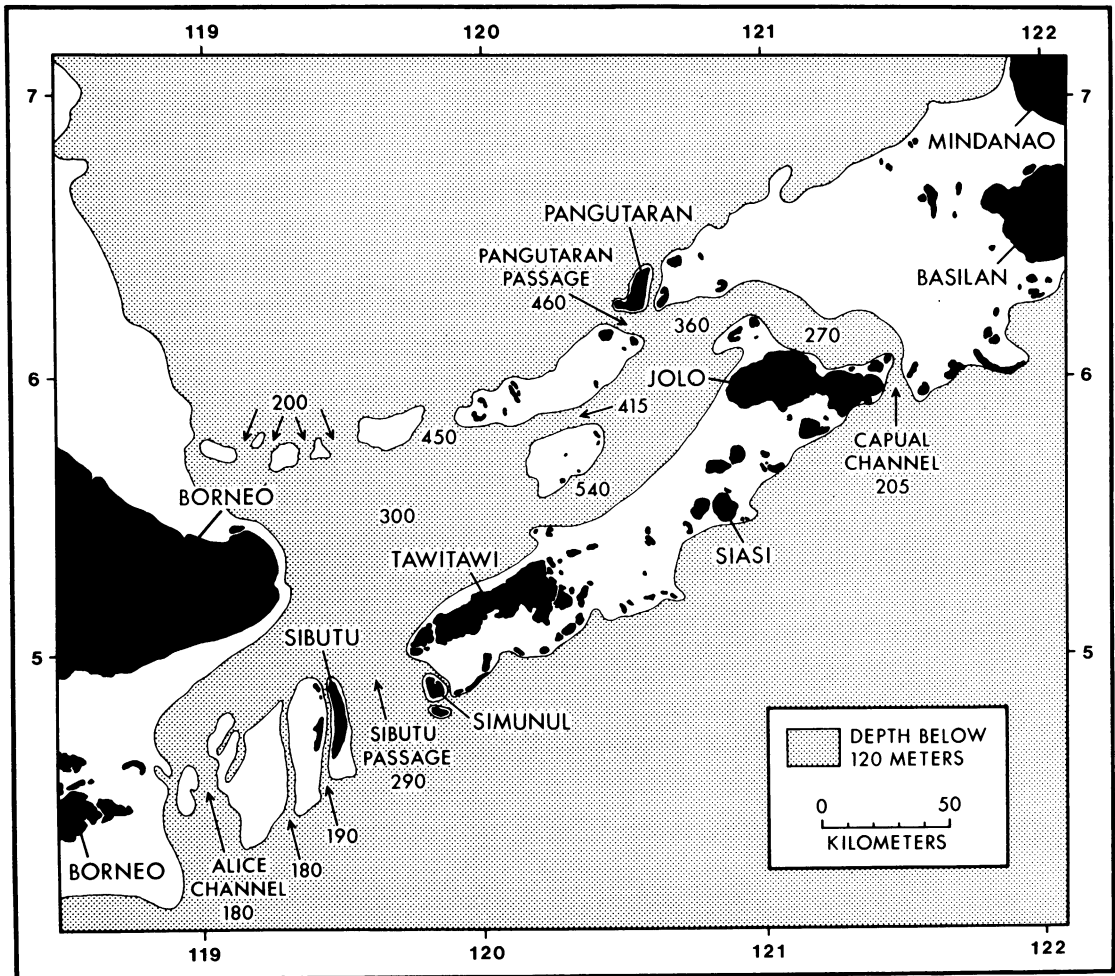 119 120 121 122
7 7
MINDANAO
PANGUTARAN
PANGUTARAN
PASSAGE
460
BASILAN
360
270
6 6
JOLO
200
415
450
CAPUAL
CHANNEL
205
BORNEO
540
300
SIASI
TAWITAWI
SIBUTU
5 5
SIMUNUL
SIBUTU
PASSAGE
290
DEPTH BELOW
120 METERS
0 50
KILOMETERS
190
180
BORNEO
ALICE
CHANNEL
180
119 120 121 122